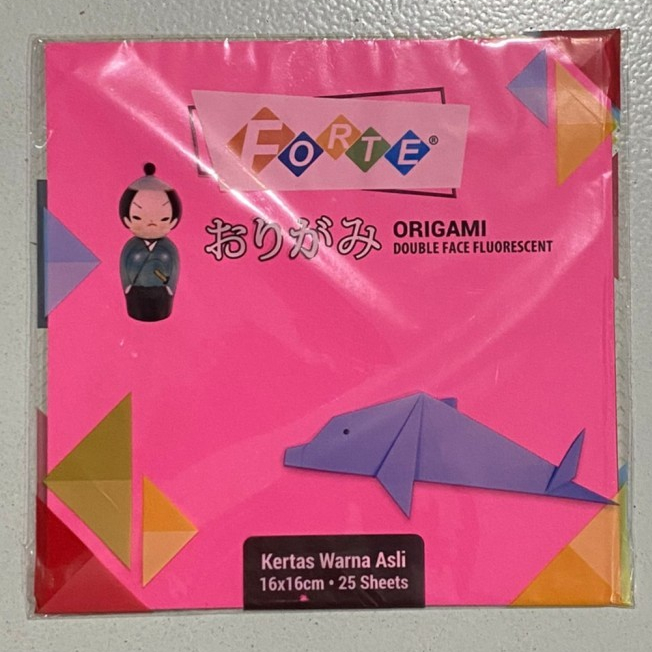 FORTE®
おりがみ
ORIGAMI
DOUBLE FACE FLUORESCENT
Kertas Warna Asli
16x16cm • 25 Sheets